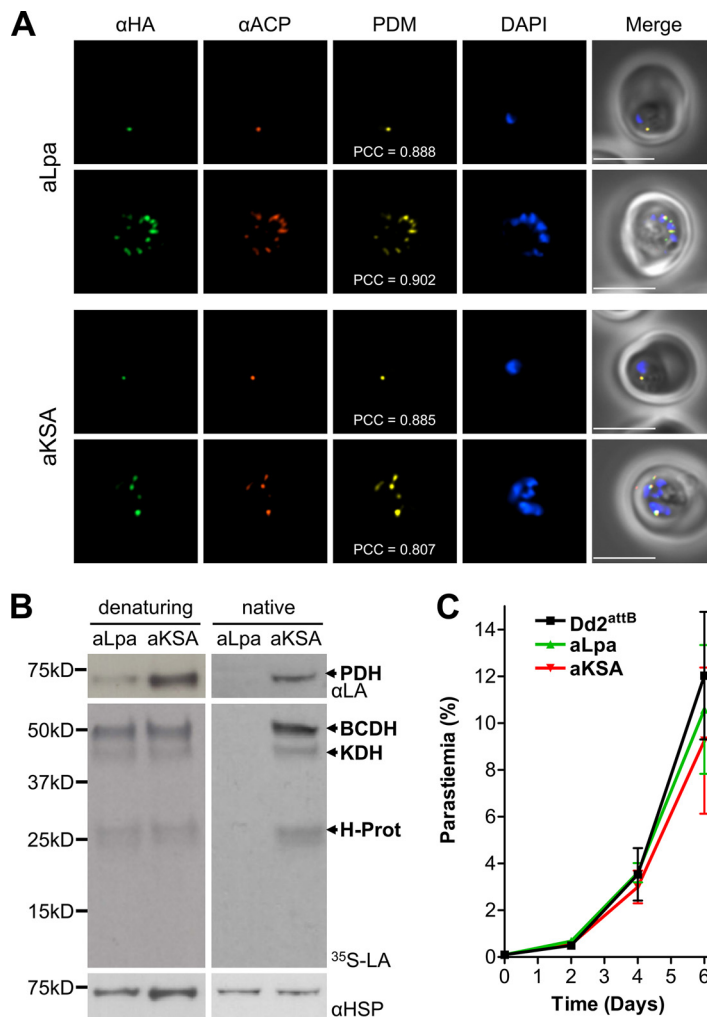 A
αHA αACP PDM DAPI Merge
aLpa
PCC = 0.888
PCC = 0.902
aKSA
PCC = 0.885
PCC = 0.807
B
denaturing native
aLpa aKSA aLpa aKSA
75kD
PDH
αLA
50kD
BCDH
KDH
37kD
H-Prot
25kD
15kD
³⁵S-LA
75kD
αHSP
C
Dd2ᵃᵗᵗᴮ
aLpa
aKSA
Parastiemia (%)
14
12
10
8
6
4
2
0
0 2 4 6
Time (Days)